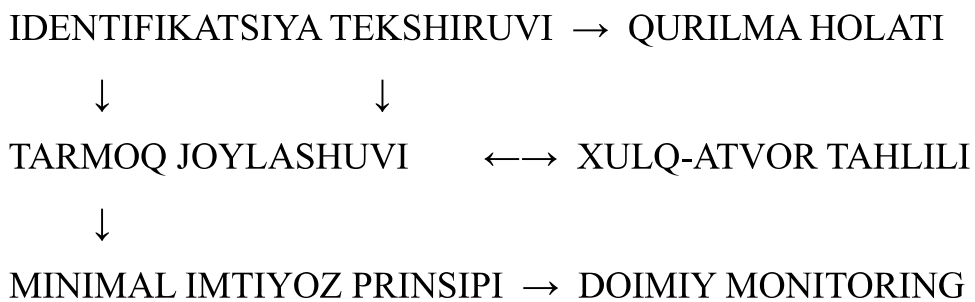 IDENTIFIKATSIYA TEKSHIRUVI → QURILMA HOLATI
↓ ↓
TARMOQ JOYLASHUVI ←→ XULQ-ATVOR TAHLILI
↓
MINIMAL IMTIYOZ PRINSIPI → DOIMIY MONITORING